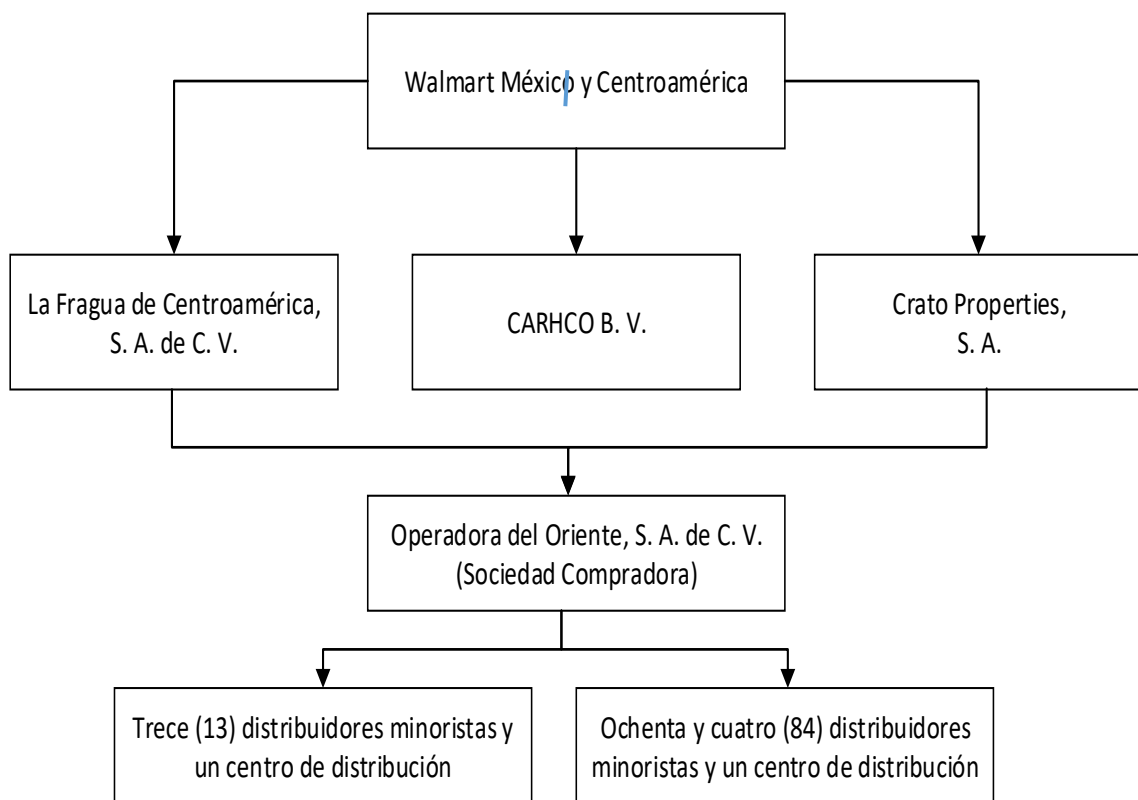 Walmart México y Centroamérica
La Fragua de Centroamérica,
S. A. de C. V.
CARHCO B. V.
Crato Properties,
S. A.
Operadora del Oriente, S. A. de C. V.
(Sociedad Compradora)
Trece (13) distribuidores minoristas y
un centro de distribución
Ochenta y cuatro (84) distribuidores
minoristas y un centro de distribución